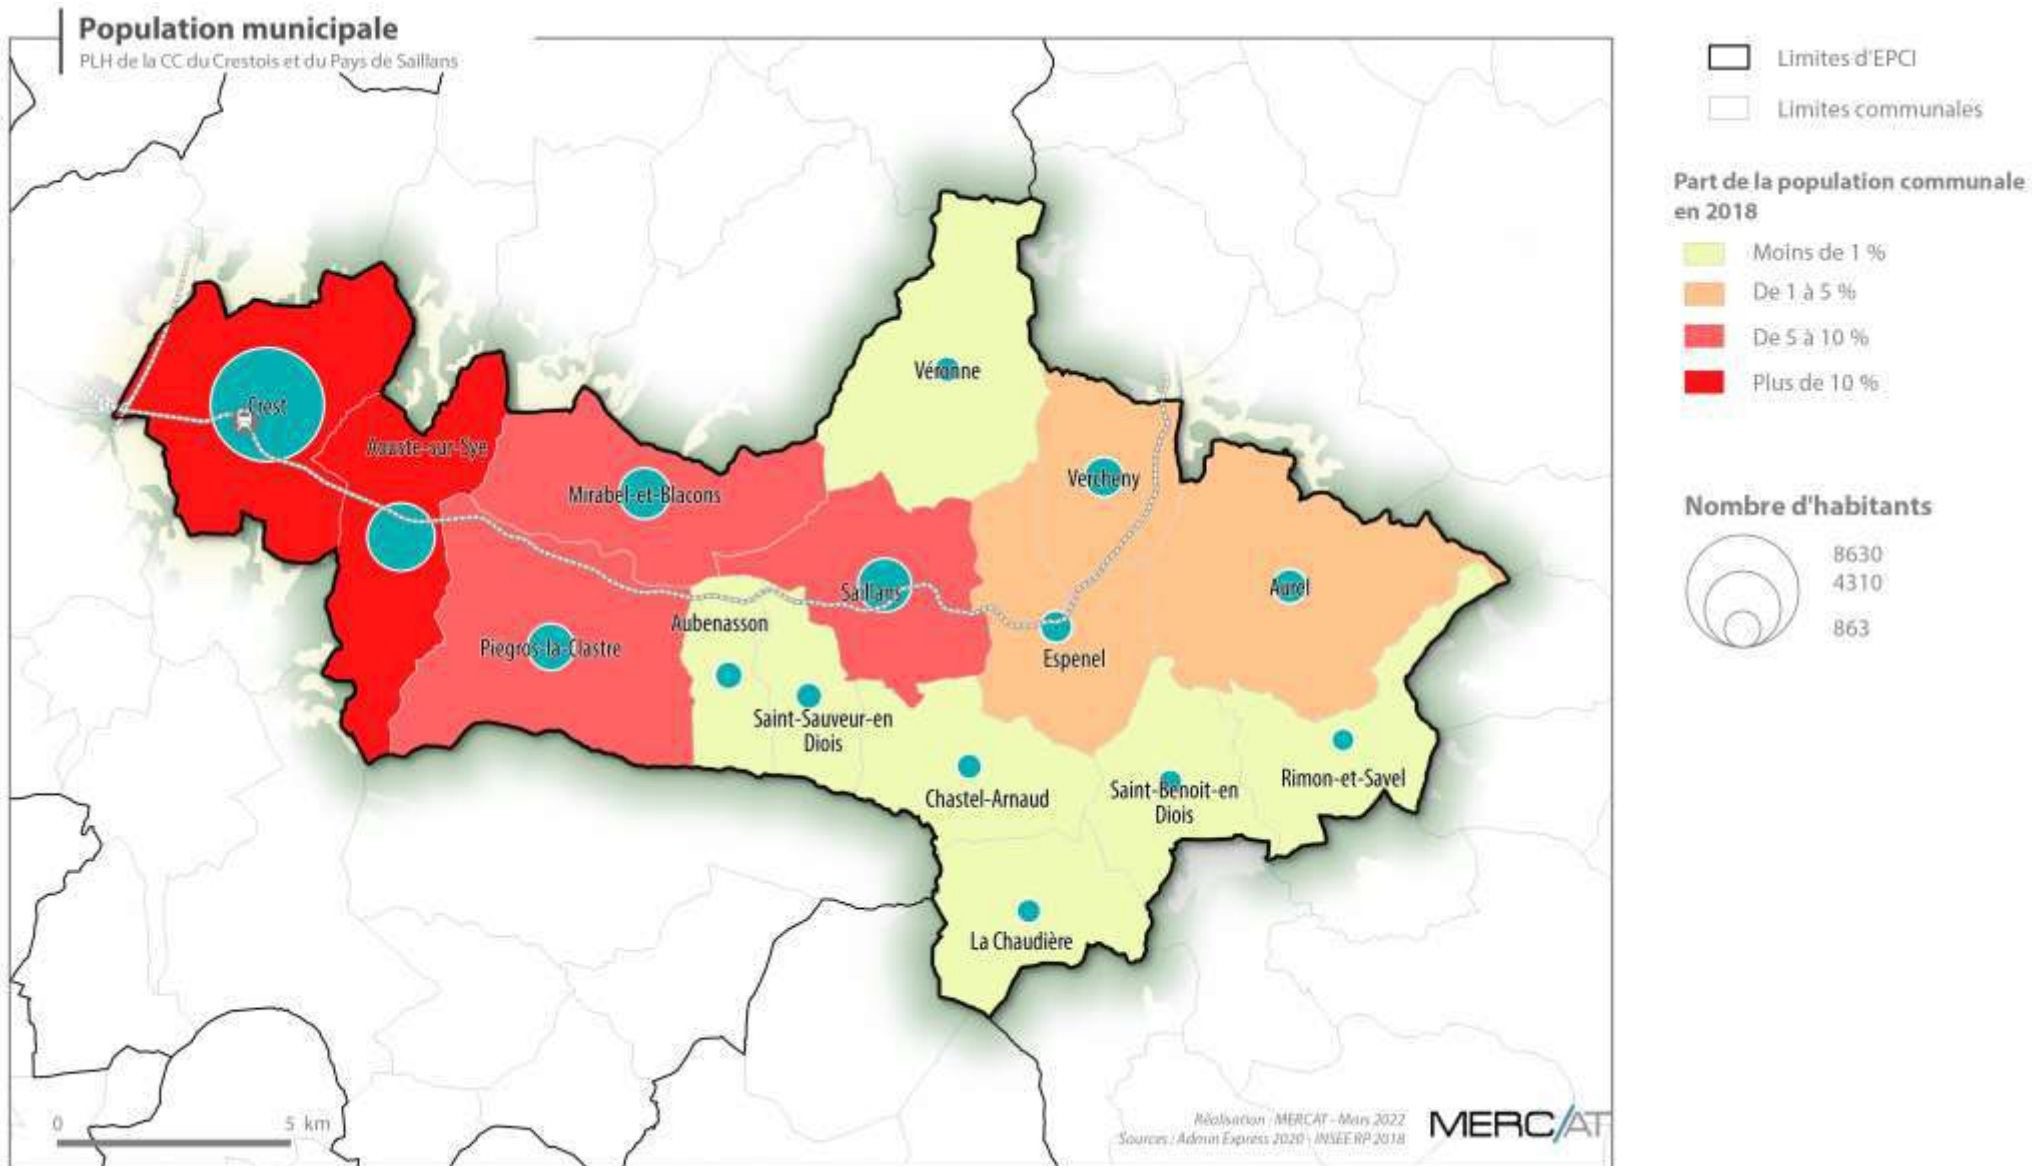 Population municipale
PLH de la CC du Crestois et du Pays de Saillans
Limites d'EPCI
Limites communales
Part de la population communale
en 2018
Moins de 1 %
De 1 à 5 %
De 5 à 10 %
Plus de 10 %
Nombre d'habitants
8630
4310
863
Véronne
Crest
Aouste-sur-Sye
Mirabel-et-Blacons
Vercheny
Saillans
Aurel
Aubenasson
Piegros-la-Clastre
Espenel
Saint-Sauveur-en
Diois
Chastel-Arnaud
Saint-Benoit-en
Diois
Rimon-et-Savel
La Chaudière
0
5 km
Réalisation : MERCAT - Mars 2022
Sources : Admin Express 2020 - INSEE RP 2018
MERC/AT